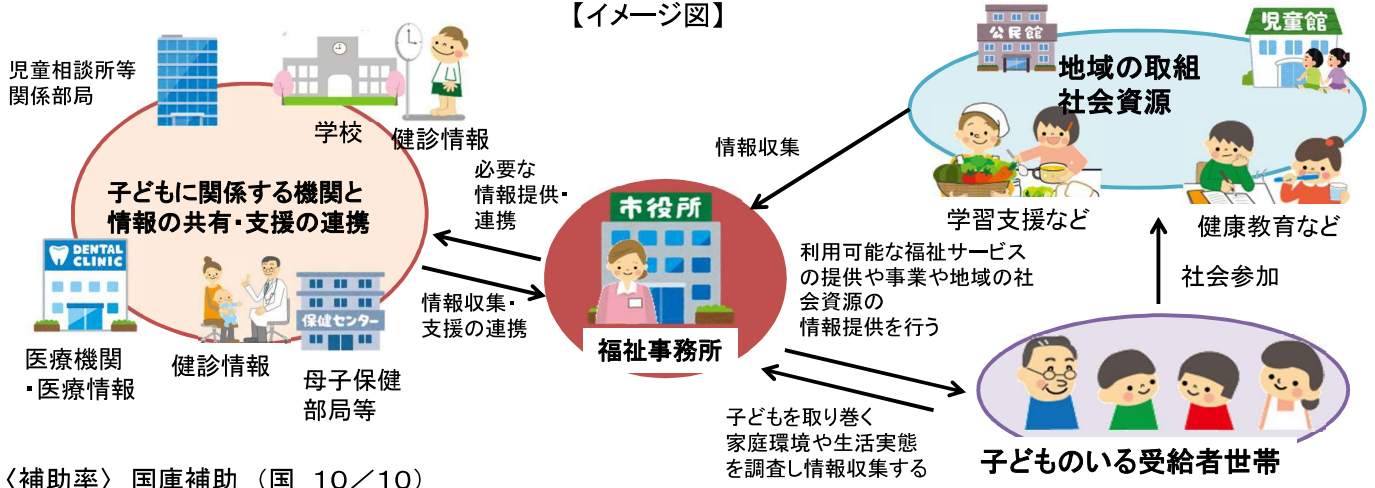 【イメージ図】
児童相談所等
関係部局
学校
健診情報
子どもに関係する機関と
情報の共有・支援の連携
DENTAL
CLINIC
医療機関
・医療情報
健診情報
保健センター
母子保健
部局等
必要な
情報提供・
連携
情報収集・
支援の連携
市役所
福祉事務所
情報収集
公民館
児童館
地域の取組
社会資源
学習支援など
健康教育など
利用可能な福祉サービス
の提供や事業や地域の社
会資源の
情報提供を行う
社会参加
子どもを取り巻く
家庭環境や生活実態
を調査し情報収集する
子どものいる受給者世帯
〈補助率〉 国庫補助 （国 10／10）